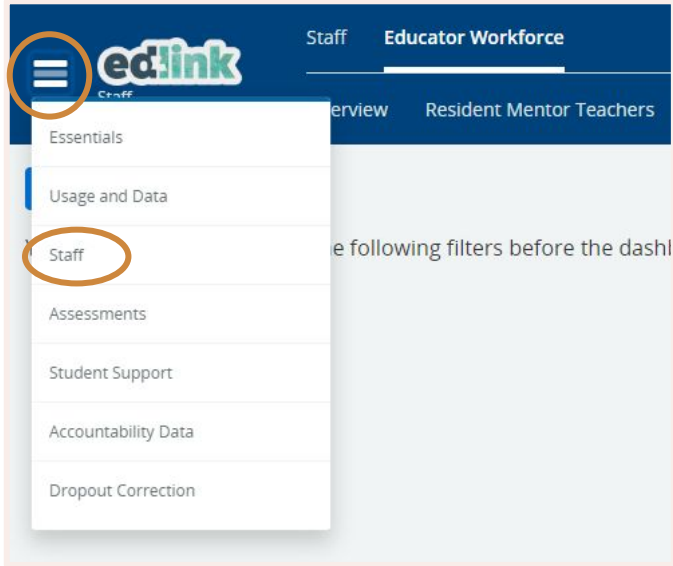 Staff Educator Workforce
edlink
Staff
erview Resident Mentor Teachers
Essentials
Usage and Data
Staff e following filters before the dash
Assessments
Student Support
Accountability Data
Dropout Correction